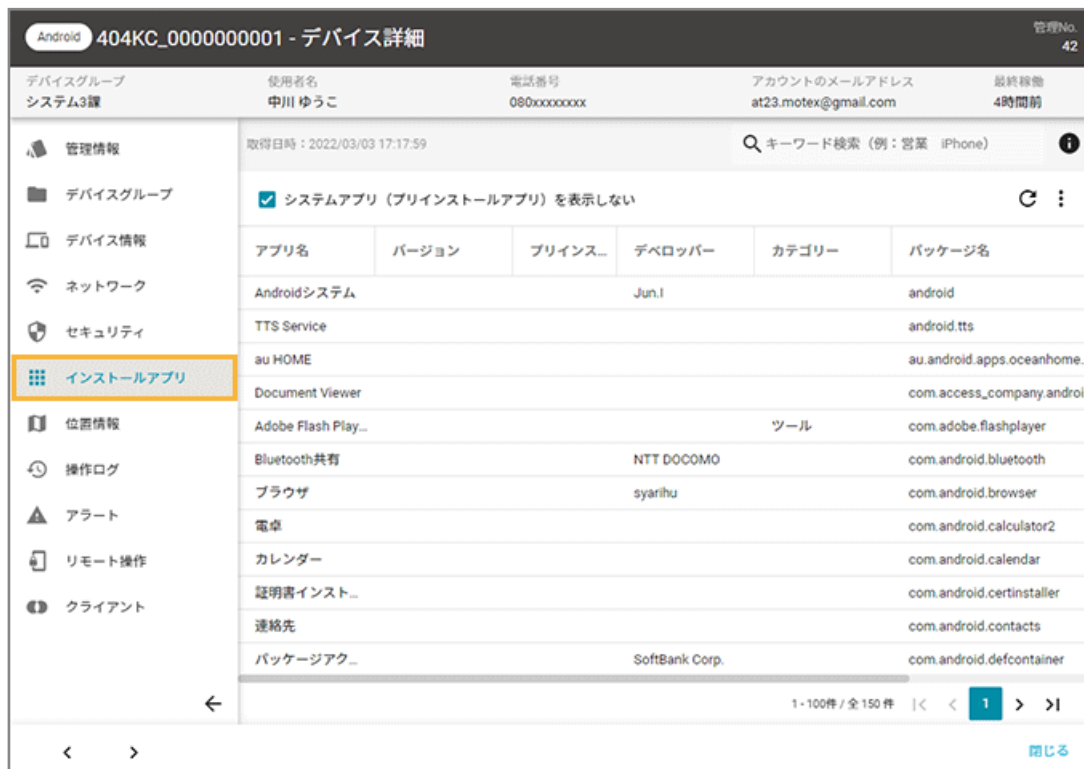 Android 404KC_0000000001 - デバイス詳細
管理No.
42
デバイスグループ 使用者名 電話番号 アカウントのメールアドレス 最終稼働
システム3課 中川 ゆうこ 080xxxxxxxx at23.motex@gmail.com 4時間前
管理情報
デバイスグループ
デバイス情報
ネットワーク
セキュリティ
インストールアプリ
位置情報
操作ログ
アラート
リモート操作
クライアント
取得日時：2022/03/03 17:17:59 キーワード検索（例：営業 iPhone）
システムアプリ（プリインストールアプリ）を表示しない
アプリ名 バージョン プリインス... デベロッパー カテゴリー パッケージ名
Androidシステム Jun.I android
TTS Service android.tts
au HOME au.android.apps.oceanhome.
Document Viewer com.access_company.androi
Adobe Flash Play... ツール com.adobe.flashplayer
Bluetooth共有 NTT DOCOMO com.android.bluetooth
ブラウザ syarihu com.android.browser
電卓 com.android.calculator2
カレンダー com.android.calendar
証明書インスト... com.android.certinstaller
連絡先 com.android.contacts
パッケージアク... SoftBank Corp. com.android.defcontainer
1 - 100件 / 全 150 件 1
閉じる